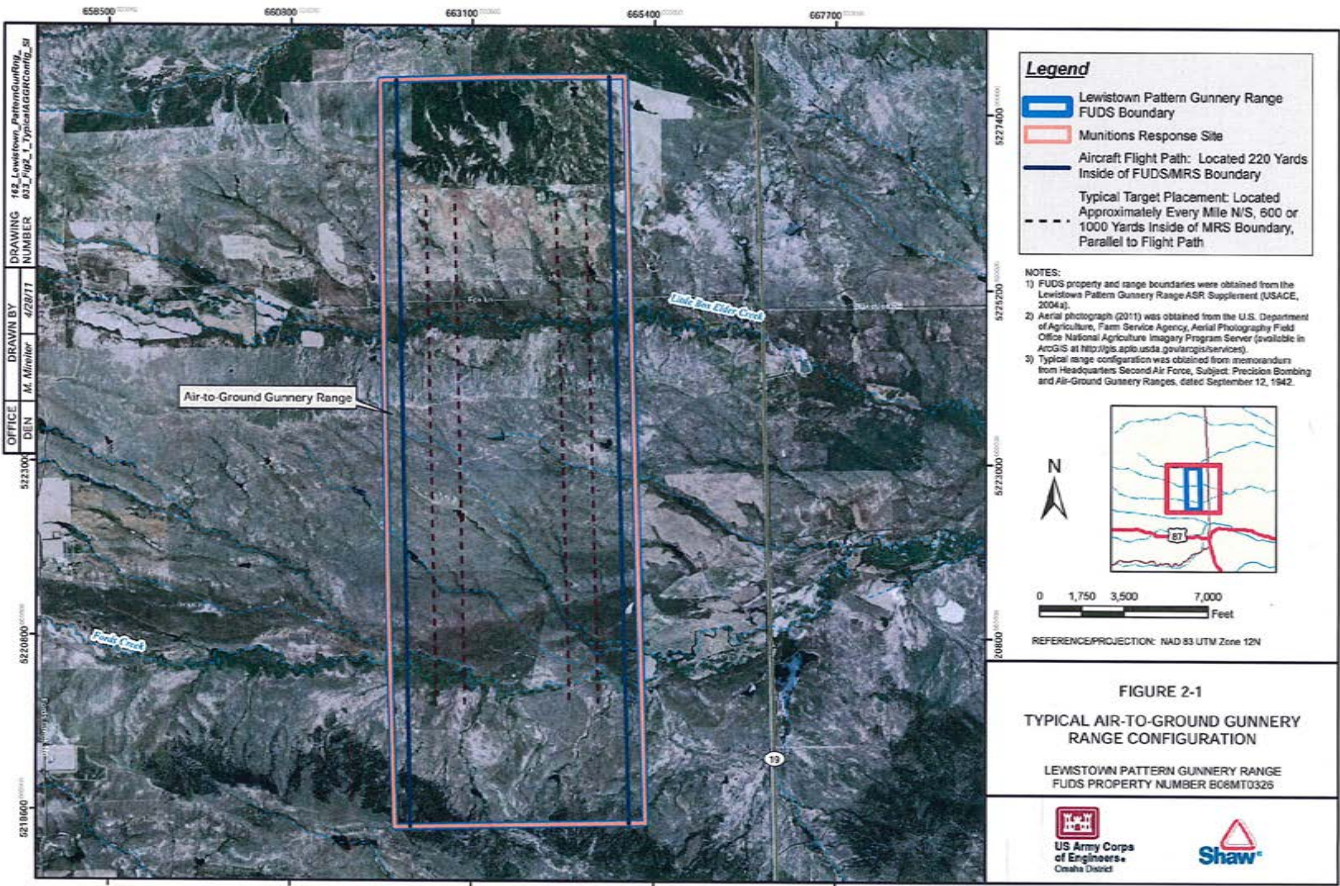 658500
660800
663100
665400
667700
162_Lewistown_PatternGunRng_
033_Fig2_1_TypicalAGGRConfig_SI
DRAWING
NUMBER
DRAWN BY
4/28/11
OFFICE
DEN
5223000
5220800
5218600
5227400
5225200
5223000
20800
Little Box Elder Creek
Air-to-Ground Gunnery Range
Fords Creek
19
Legend
Lewistown Pattern Gunnery Range
FUDS Boundary
Munitions Response Site
Aircraft Flight Path: Located 220 Yards
Inside of FUDS/MRS Boundary
Typical Target Placement: Located
Approximately Every Mile N/S, 600 or
1000 Yards Inside of MRS Boundary,
Parallel to Flight Path
NOTES:
1) FUDS property and range boundaries were obtained from the
Lewistown Pattern Gunnery Range ASR Supplement (USACE,
2004a).
2) Aerial photograph (2011) was obtained from the U.S. Department
of Agriculture, Farm Service Agency, Aerial Photography Field
Office National Agriculture Imagery Program Server (available in
ArcGIS at http://gis.apfo.usda.gov/arcgis/services).
3) Typical range configuration was obtained from memorandum
from Headquarters Second Air Force, Subject: Precision Bombing
and Air-Ground Gunnery Ranges, dated September 12, 1942.
87
N
0 1,750 3,500 7,000
Feet
REFERENCE/PROJECTION: NAD 83 UTM Zone 12N
FIGURE 2-1
TYPICAL AIR-TO-GROUND GUNNERY
RANGE CONFIGURATION
LEWISTOWN PATTERN GUNNERY RANGE
FUDS PROPERTY NUMBER B08MT0326
US Army Corps
of Engineers
Omaha District
Shaw